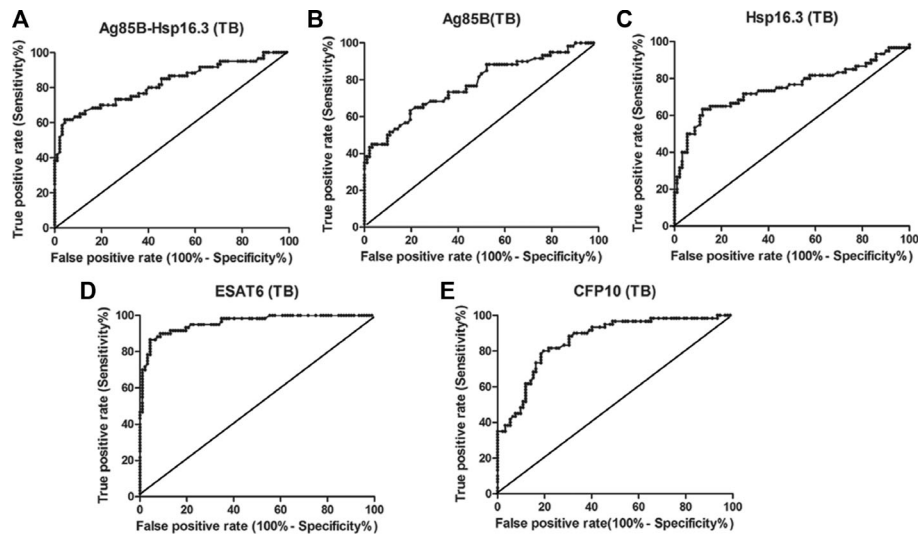 A
Ag85B-Hsp16.3 (TB)
True positive rate (Sensitivity%)
100
80
60
40
20
0
0 20 40 60 80 100
False positive rate (100% - Specificity%)
B
Ag85B(TB)
True positive rate (Sensitivity%)
100
80
60
40
20
0
0 20 40 60 80 100
False positive rate (100% - Specificity%)
C
Hsp16.3 (TB)
True positive rate (Sensitivity%)
100
80
60
40
20
0
0 20 40 60 80 100
False positive rate (100% - Specificity%)
D
ESAT6 (TB)
True positive rate (Sensitivity%)
100
80
60
40
20
0
0 20 40 60 80 100
False positive rate (100% - Specificity%)
E
CFP10 (TB)
True positive rate (Sensitivity%)
100
80
60
40
20
0
0 20 40 60 80 100
False positive rate(100% - Specificity%)